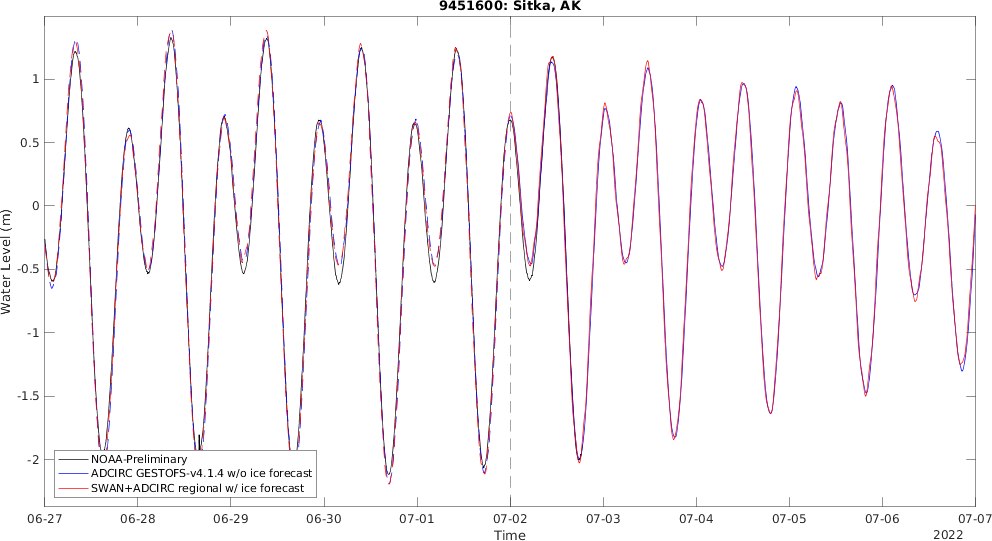 9451600: Sitka, AK
Water Level (m)
1
0.5
0
-0.5
-1
-1.5
-2
NOAA-Preliminary
ADCIRC GESTOFS-v4.1.4 w/o ice forecast
SWAN+ADCIRC regional w/ ice forecast
06-27 06-28 06-29 06-30 07-01 07-02 07-03 07-04 07-05 07-06 07-07
Time
2022